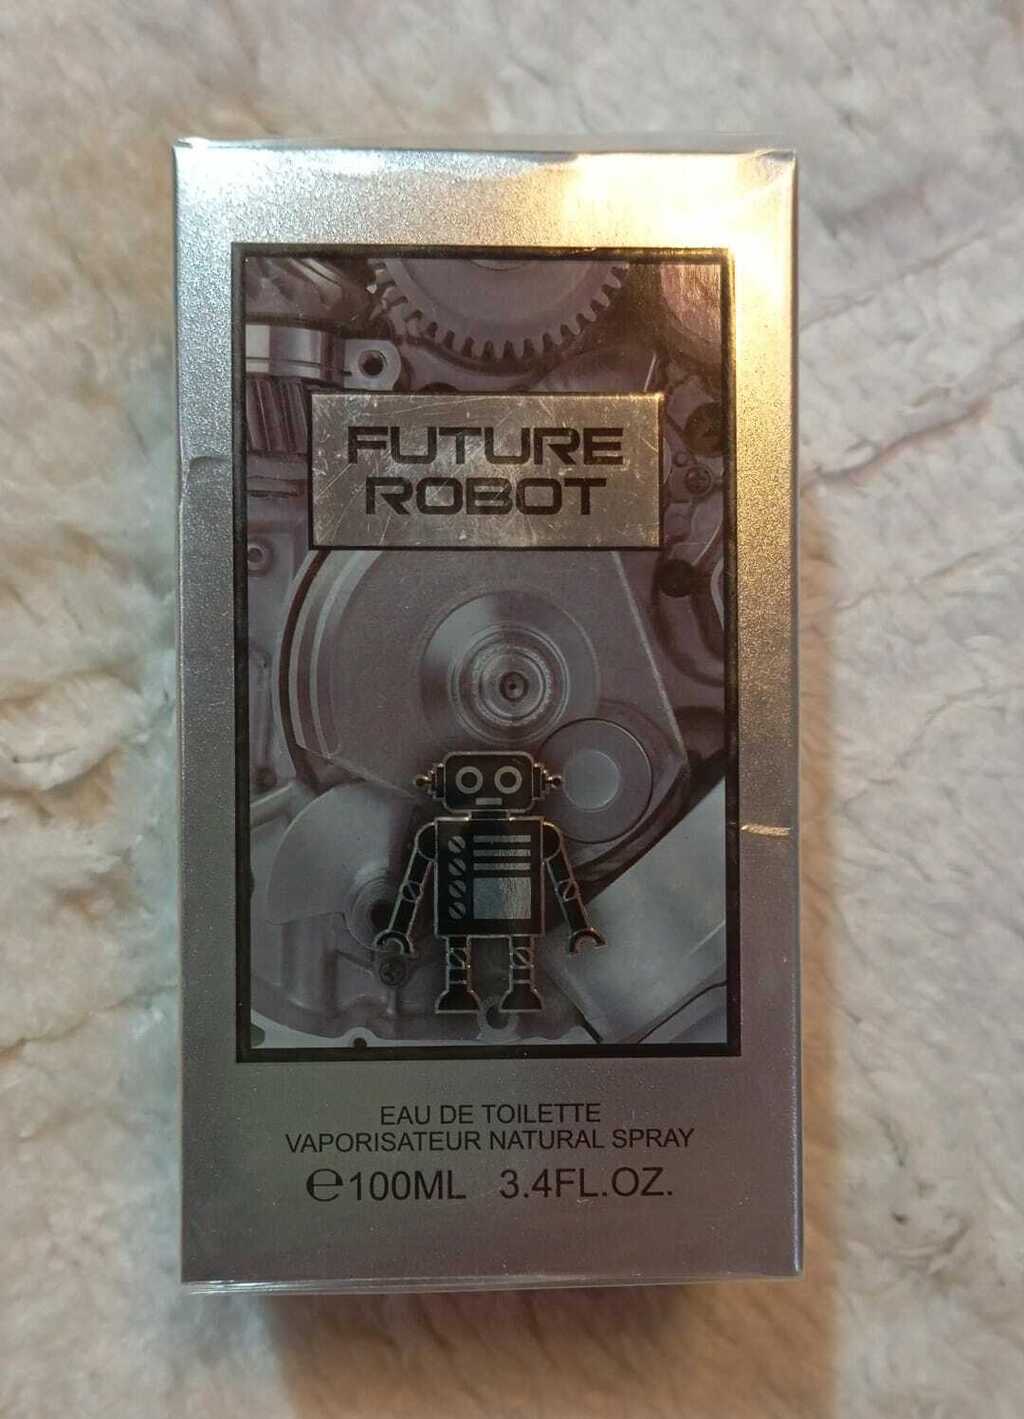 FUTURE
ROBOT
EAU DE TOILETTE
VAPORISATEUR NATURAL SPRAY
℮100ML 3.4FL.OZ.